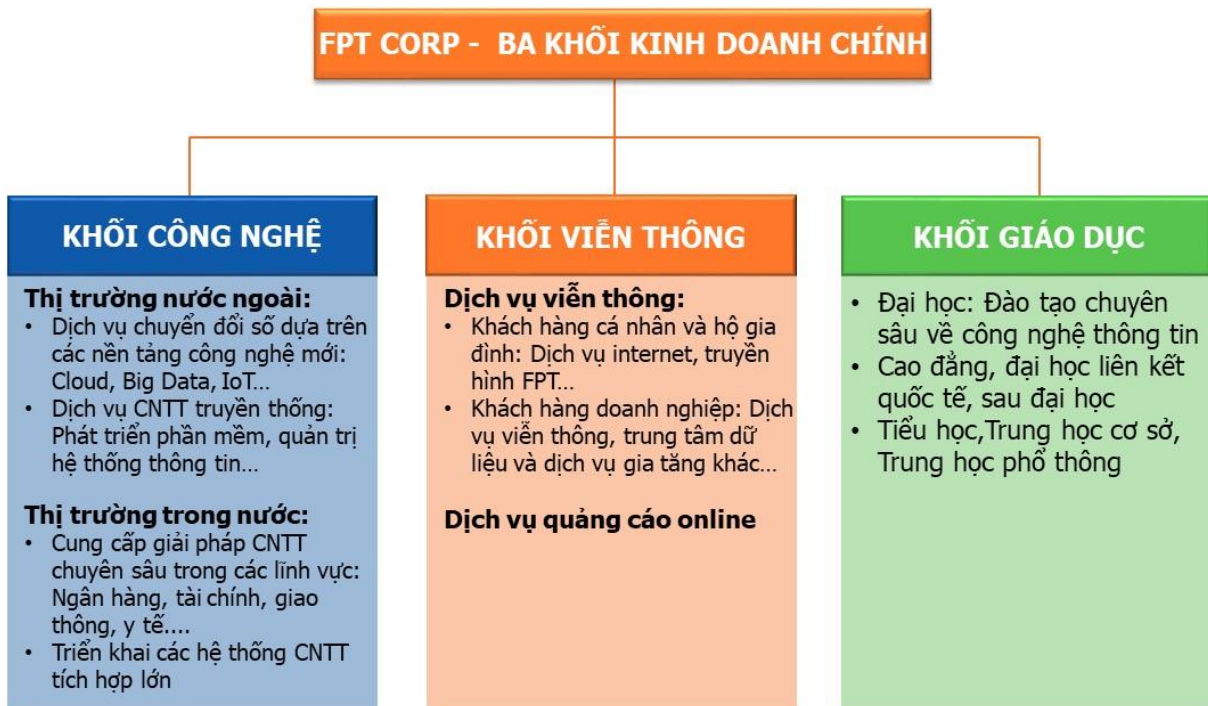 FPT CORP - BA KHỐI KINH DOANH CHÍNH
KHỐI CÔNG NGHỆ
Thị trường nước ngoài:
• Dịch vụ chuyển đổi số dựa trên
các nền tảng công nghệ mới:
Cloud, Big Data, IoT...
• Dịch vụ CNTT truyền thống:
Phát triển phần mềm, quản trị
hệ thống thông tin...
Thị trường trong nước:
• Cung cấp giải pháp CNTT
chuyên sâu trong các lĩnh vực:
Ngân hàng, tài chính, giao
thông, y tế....
• Triển khai các hệ thống CNTT
tích hợp lớn
KHỐI VIỄN THÔNG
Dịch vụ viễn thông:
• Khách hàng cá nhân và hộ gia
đình: Dịch vụ internet, truyền
hình FPT...
• Khách hàng doanh nghiệp: Dịch
vụ viễn thông, trung tâm dữ
liệu và dịch vụ gia tăng khác...
Dịch vụ quảng cáo online
KHỐI GIÁO DỤC
• Đại học: Đào tạo chuyên
sâu về công nghệ thông tin
• Cao đẳng, đại học liên kết
quốc tế, sau đại học
• Tiểu học,Trung học cơ sở,
Trung học phổ thông